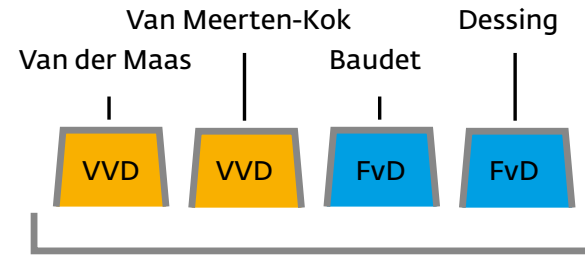 Van Meerten-Kok Dessing
Van der Maas Baudet
VVD VVD FvD FvD